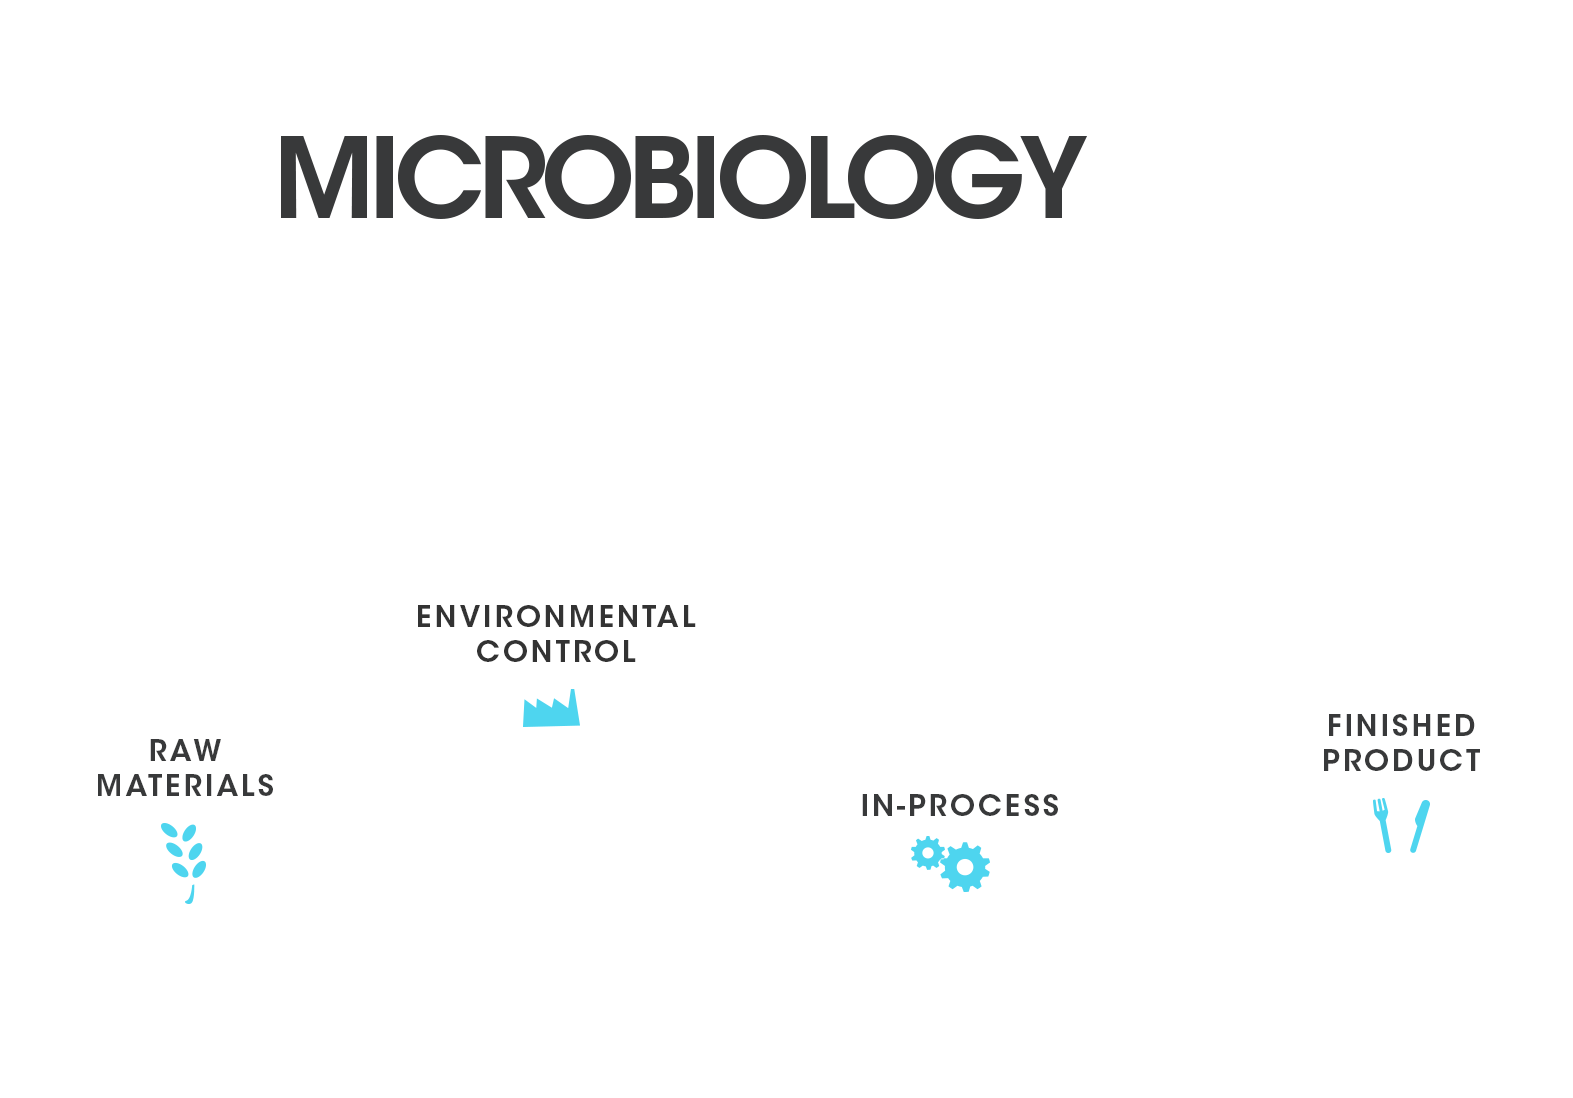 MICROBIOLOGY
ENVIRONMENTAL
CONTROL
RAW
MATERIALS
IN-PROCESS
FINISHED
PRODUCT